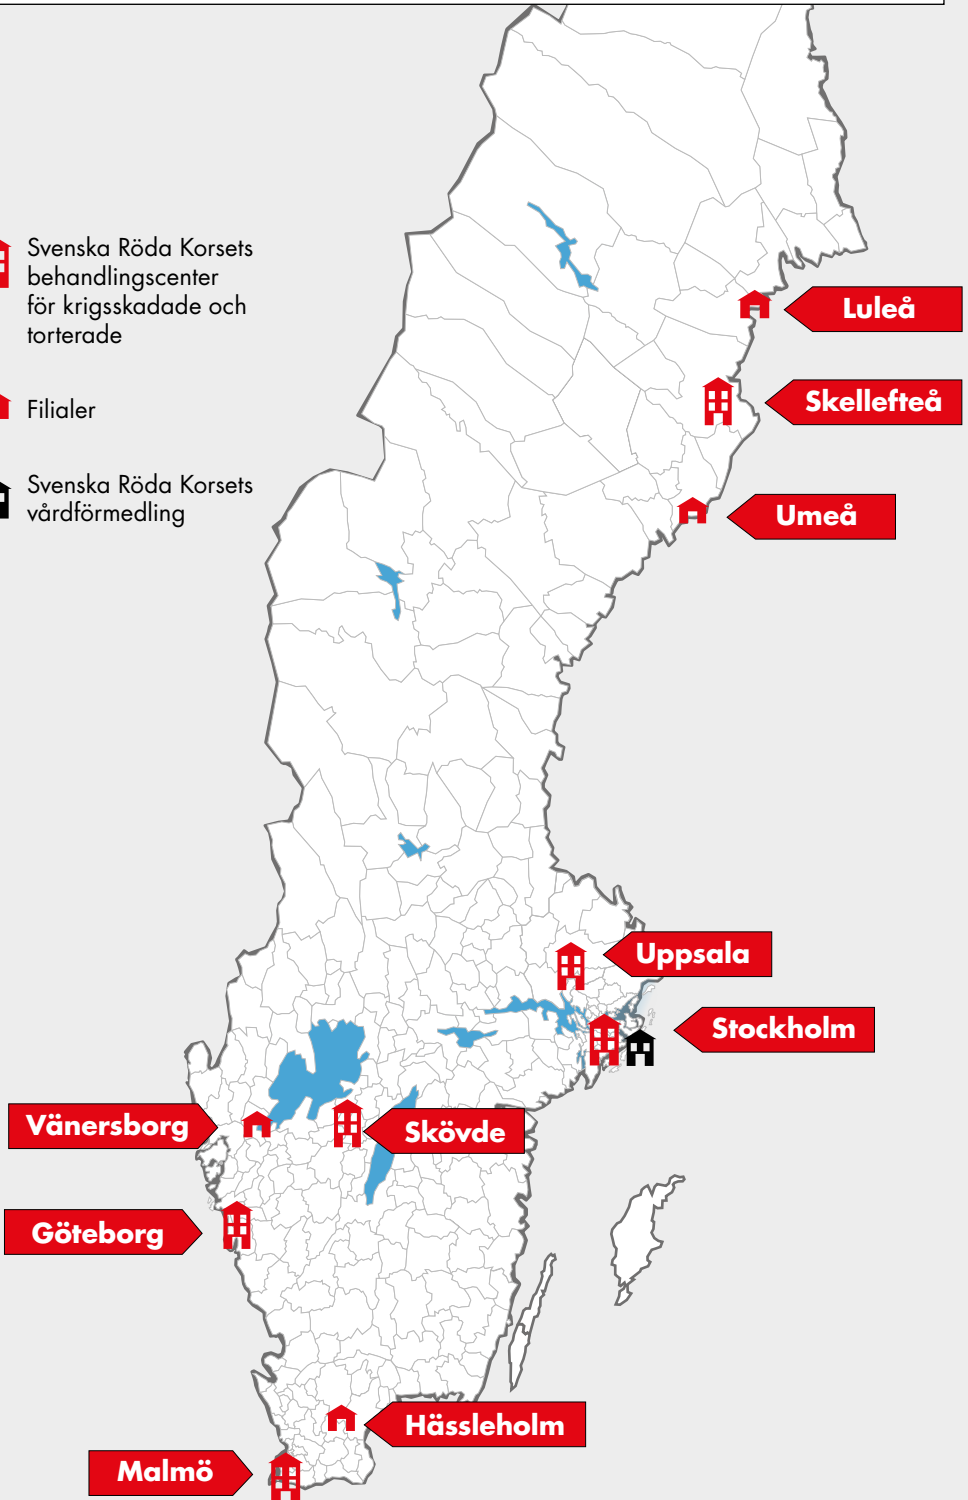 Svenska Röda Korsets
behandlingscenter
för krigsskadade och
torterade
Filialer
Svenska Röda Korsets
vårdförmedling
Luleå
Skellefteå
Umeå
Uppsala
Stockholm
Vänersborg
Skövde
Göteborg
Hässleholm
Malmö